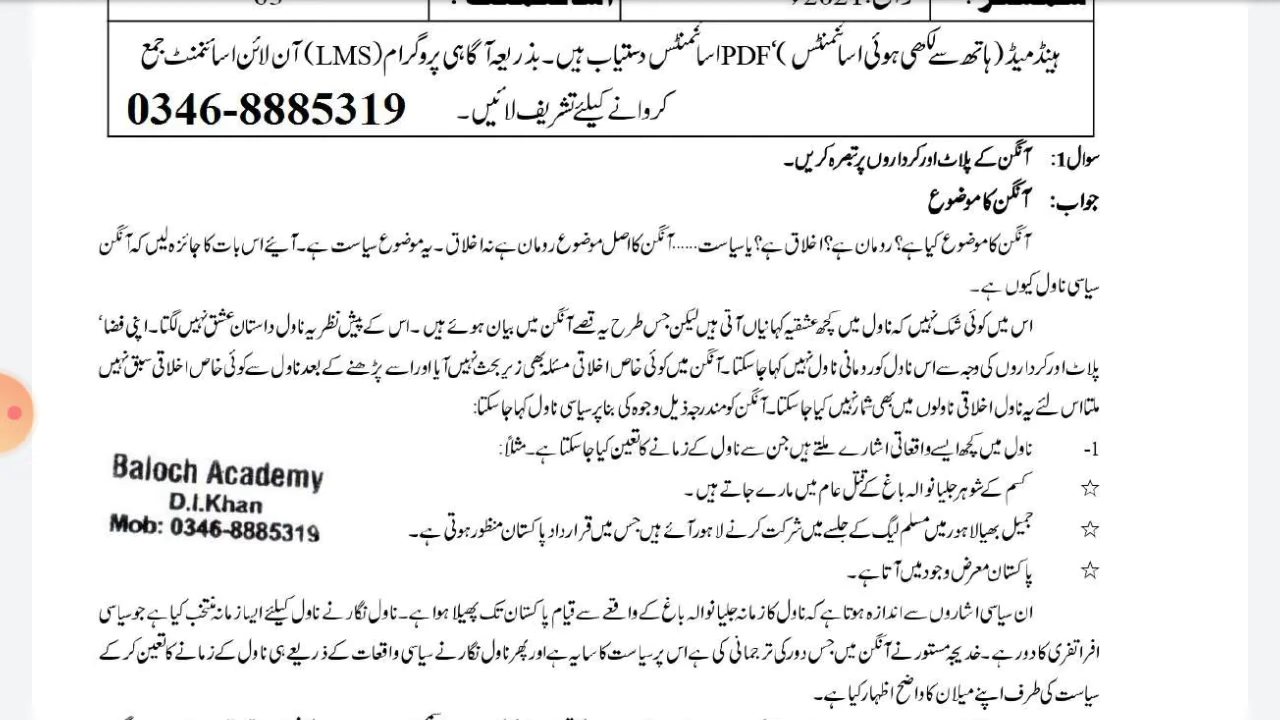 ہینڈ میڈ (ہاتھ سے لکھی ہوئی اسائنمنٹس)‘ PDF اسائنمنٹس دستیاب ہیں۔ بذریعہ آگاہی پروگرام (LMS) آن لائن اسائنمنٹ جمع
کروانے کیلئے تشریف لائیں۔ 0346-8885319
سوال1: آنگن کے پلاٹ اور کرداروں پر تبصرہ کریں۔
جواب: آنگن کا موضوع
آنگن کا موضوع کیا ہے؟ رومان ہے؟ اخلاق ہے؟ یا سیاست......آنگن کا اصل موضوع رومان ہے نہ اخلاق۔ یہ موضوع سیاست ہے۔ آیئے اس بات کا جائزہ لیں کہ آنگن
سیاسی ناول کیوں ہے۔
اس میں کوئی شک نہیں کہ ناول میں کچھ عشقیہ کہانیاں آتی ہیں لیکن جس طرح یہ قصے آنگن میں بیان ہوئے ہیں۔ اس کے پیش نظر یہ ناول داستان عشق نہیں لگتا۔ اپنی فضا‘
پلاٹ اور کرداروں کی وجہ سے اس ناول کو رومانی ناول نہیں کہا جا سکتا۔ آنگن میں کوئی خاص اخلاقی مسئلہ بھی زیر بحث نہیں آیا اور اسے پڑھنے کے بعد ناول سے کوئی خاص اخلاقی سبق نہیں
ملتا اس لئے یہ ناول اخلاقی ناولوں میں بھی شمار نہیں کیا جا سکتا۔ آنگن کو مندرجہ ذیل وجوہ کی بنا پر سیاسی ناول کہا جا سکتا:
1- ناول میں کچھ ایسے واقعاتی اشارے ملتے ہیں جن سے ناول کے زمانے کا تعین کیا جا سکتا ہے۔ مثلاً:
☆ کسم کے شوہر جلیانوالہ باغ کے قتل عام میں مارے جاتے ہیں۔
☆ جمیل بھیا لاہور میں مسلم لیگ کے جلسے میں شرکت کرنے لاہور آئے ہیں جس میں قرارداد پاکستان منظور ہوتی ہے۔
☆ پاکستان معرض وجود میں آتا ہے۔
Baloch Academy
D.I.Khan
Mob: 0346-8885319
ان سیاسی اشاروں سے اندازہ ہوتا ہے کہ ناول کا زمانہ جلیانوالہ باغ کے واقعے سے قیام پاکستان تک پھیلا ہوا ہے۔ ناول نگار نے ناول کیلئے ایسا زمانہ منتخب کیا ہے جو سیاسی
افراتفری کا دور ہے۔ خدیجہ مستور نے آنگن میں جس دور کی ترجمانی کی ہے اس پر سیاست کا سایہ ہے اور پھر ناول نگار نے سیاسی واقعات کے ذریعے ہی ناول کے زمانے کا تعین کر کے
سیاست کی طرف اپنے میلان کا واضح اظہار کیا ہے۔